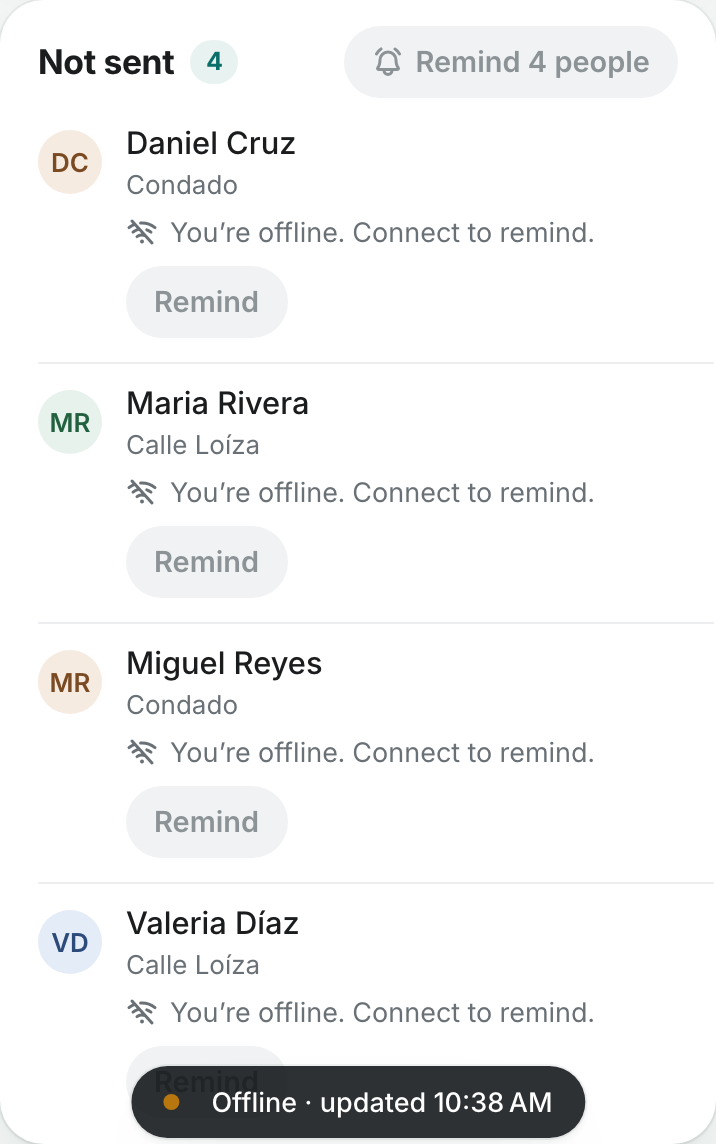 Not sent 4 Remind 4 people
DC Daniel Cruz
Condado
You’re offline. Connect to remind.
Remind
MR Maria Rivera
Calle Loíza
You’re offline. Connect to remind.
Remind
MR Miguel Reyes
Condado
You’re offline. Connect to remind.
Remind
VD Valeria Díaz
Calle Loíza
You’re offline. Connect to remind.
Remind
Offline · updated 10:38 AM